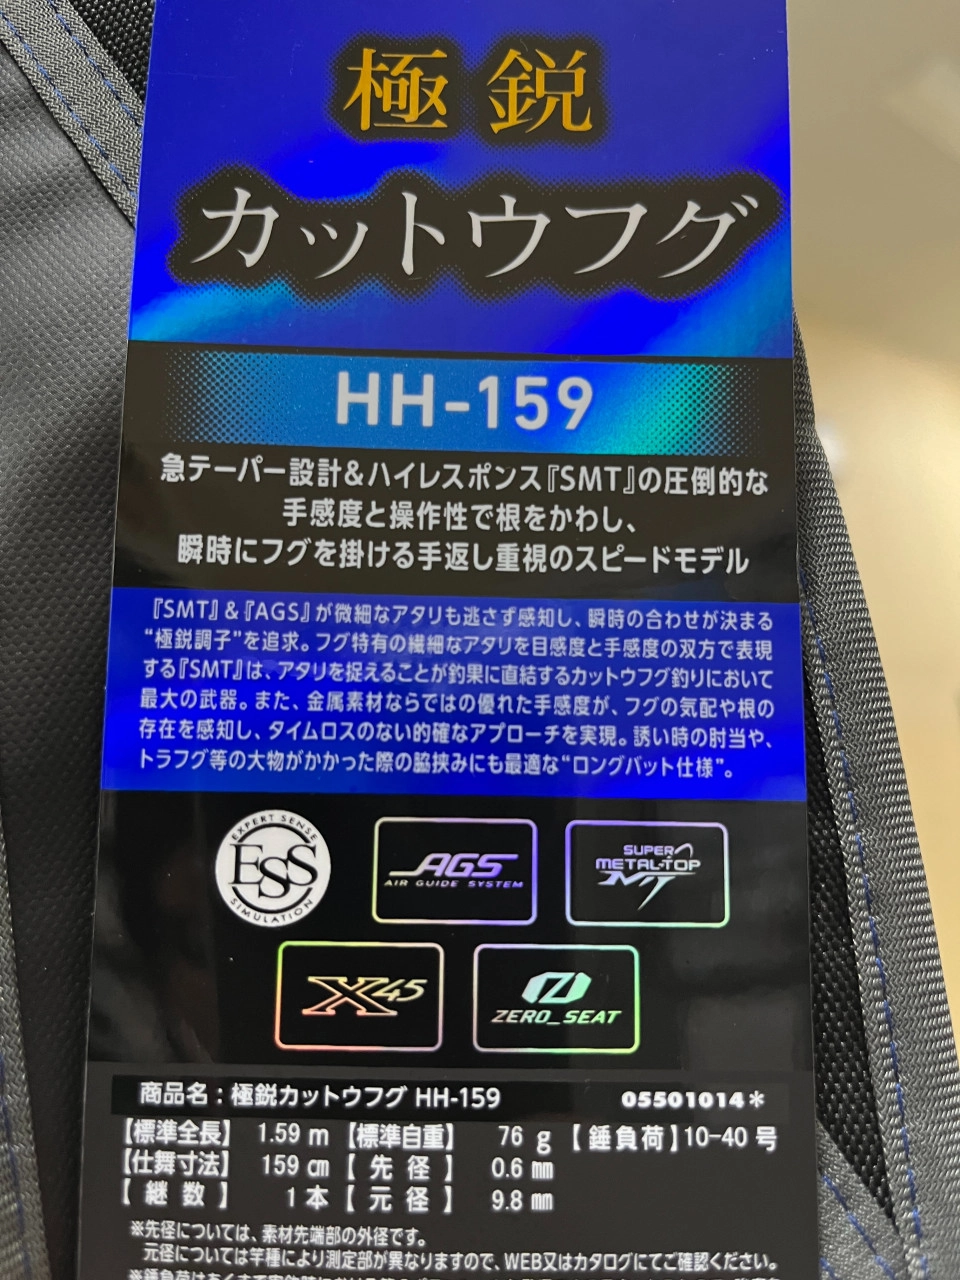 極鋭
カットウフグ
HH-159
急テーパー設計&ハイレスポンス『SMT』の圧倒的な
手感度と操作性で根をかわし、
瞬時にフグを掛ける手返し重視のスピードモデル
『SMT』&『AGS』が微細なアタリも逃さず感知し、瞬時の合わせが決まる
“極鋭調子”を追求。フグ特有の繊細なアタリを目感度と手感度の双方で表現
する『SMT』は、アタリを捉えることが釣果に直結するカットウフグ釣りにおいて
最大の武器。また、金属素材ならではの優れた手感度が、フグの気配や根の
存在を感知し、タイムロスのない的確なアプローチを実現。誘い時の肘当や、
トラフグ等の大物がかかった際の脇挟みにも最適な“ロングバット仕様”。
EXPERT SENSE
ESS
SIMULATION
AGS
AIR GUIDE SYSTEM
SUPER
METAL-TOP
MT
X45
ZERO_SEAT
商品名：極鋭カットウフグ HH-159 05501014*
【標準全長】 1.59 m 【標準自重】 76 g 【錘負荷】10-40 号
【仕舞寸法】 159 cm 【先径】 0.6 mm
【継数】 1 本 【元径】 9.8 mm
※先径については、素材先端部の外径です。
元径については竿種により測定部が異なりますので、WEB又はカタログにてご確認ください。